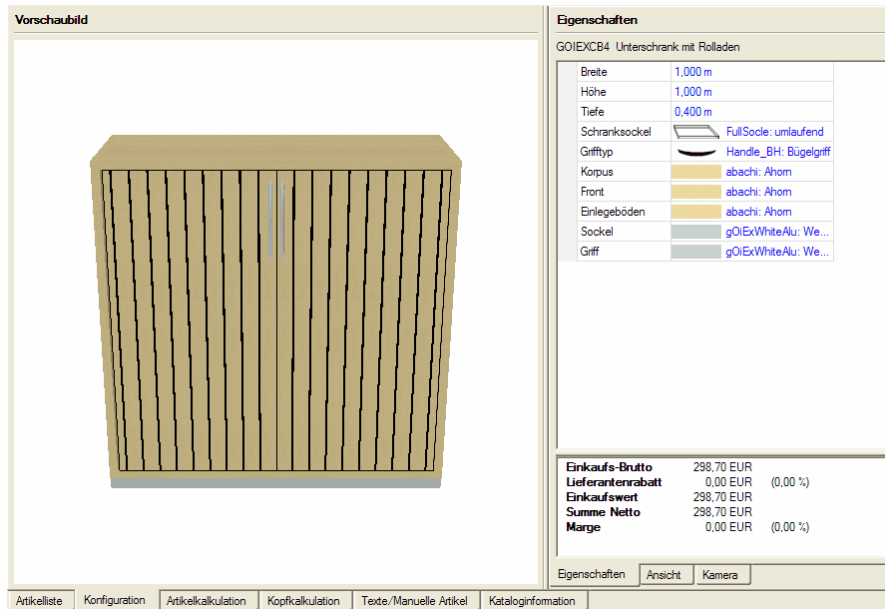 Vorschaubild
Eigenschaften
GOIEXCB4 Unterschrank mit Rolladen
Breite 1,000 m
Höhe 1,000 m
Tiefe 0,400 m
Schranksockel FullSocle: umlaufend
Grifftyp Handle_BH: Bügelgriff
Korpus abachi: Ahorn
Front abachi: Ahorn
Einlegeböden abachi: Ahorn
Sockel gOiExWhiteAlu: We...
Griff gOiExWhiteAlu: We...
Einkaufs-Brutto 298,70 EUR
Lieferantenrabatt 0,00 EUR (0,00 %)
Einkaufswert 298,70 EUR
Summe Netto 298,70 EUR
Marge 0,00 EUR (0,00 %)
Eigenschaften Ansicht Kamera
Artikelliste Konfiguration Artikelkalkulation Kopfkalkulation Texte/Manuelle Artikel Kataloginformation